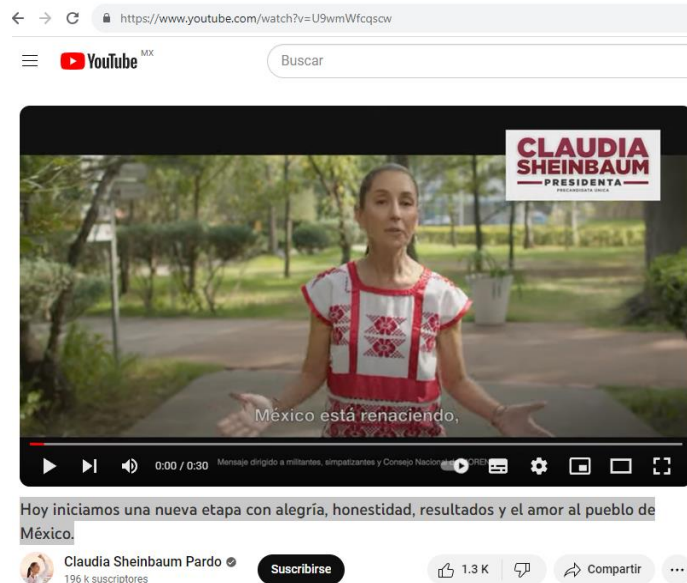 https://www.youtube.com/watch?v=U9wmWfcqscw
YouTube MX
Buscar
CLAUDIA
SHEINBAUM
PRESIDENTA
PRECANDIDATA ÚNICA
México está renaciendo,
0:00 / 0:30
Mensaje dirigido a militantes, simpatizantes y Consejo Nacional
Hoy iniciamos una nueva etapa con alegría, honestidad, resultados y el amor al pueblo de
México.
Claudia Sheinbaum Pardo
Suscribirse
1.3 K
Compartir
196 k suscriptores